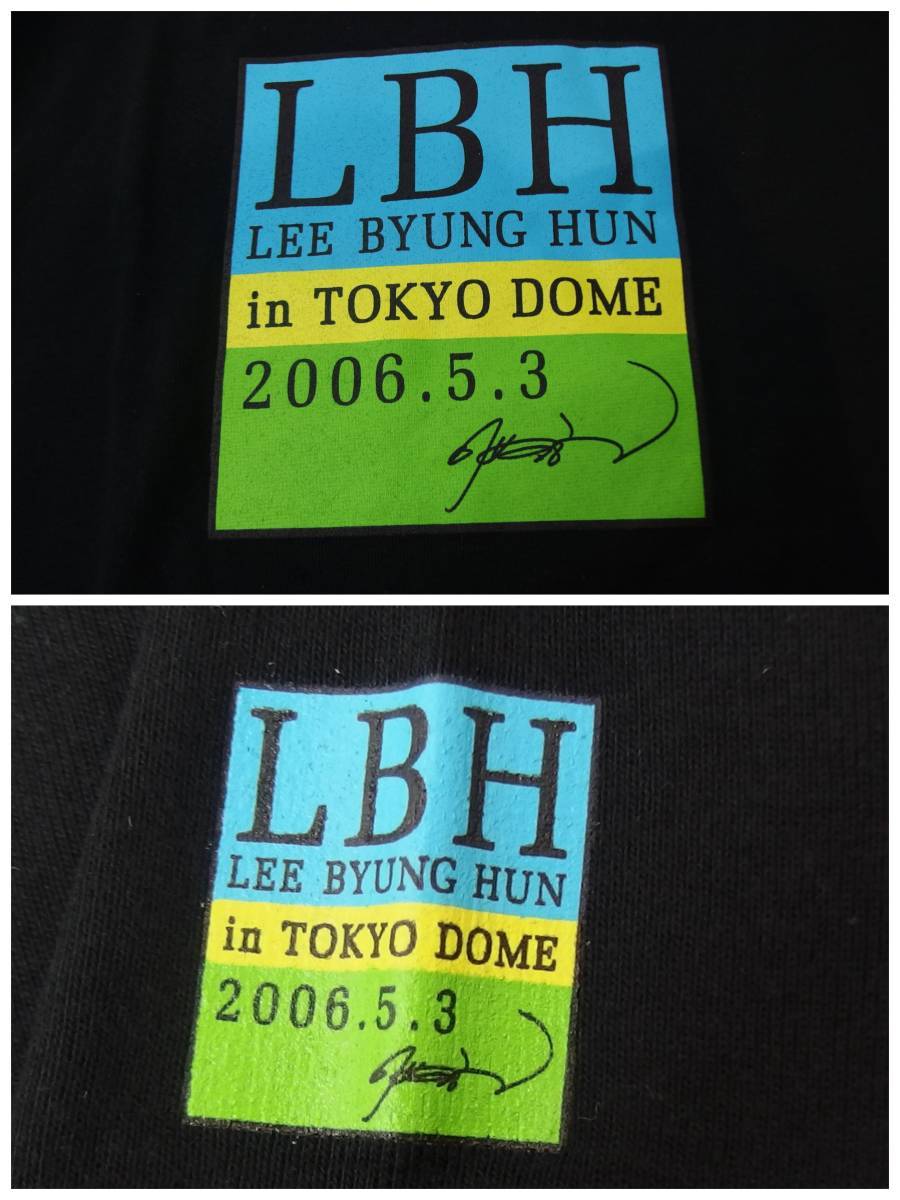 LBH
LEE BYUNG HUN
in TOKYO DOME
2006.5.3
LBH
LEE BYUNG HUN
in TOKYO DOME
2006.5.3